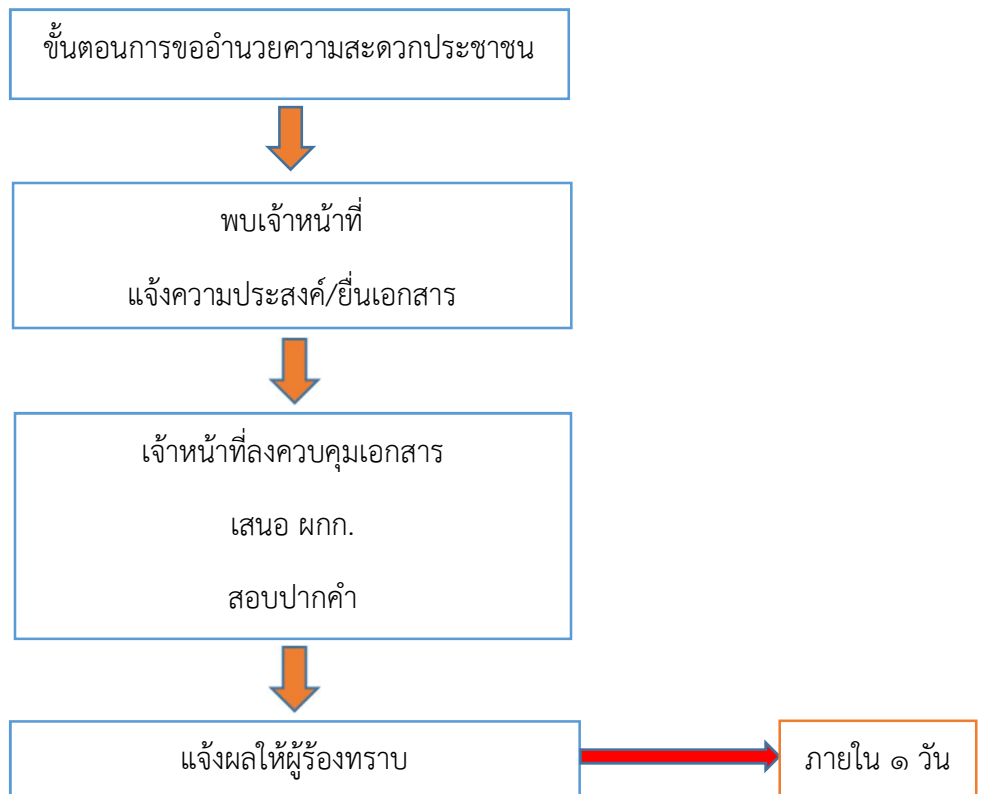 ขั้นตอนการขออำนวยความสะดวกประชาชน
พบเจ้าหน้าที่
แจ้งความประสงค์/ยื่นเอกสาร
เจ้าหน้าที่ลงควบคุมเอกสาร
เสนอ ผกก.
สอบปากคำ
แจ้งผลให้ผู้ร้องทราบ
ภายใน ๑ วัน